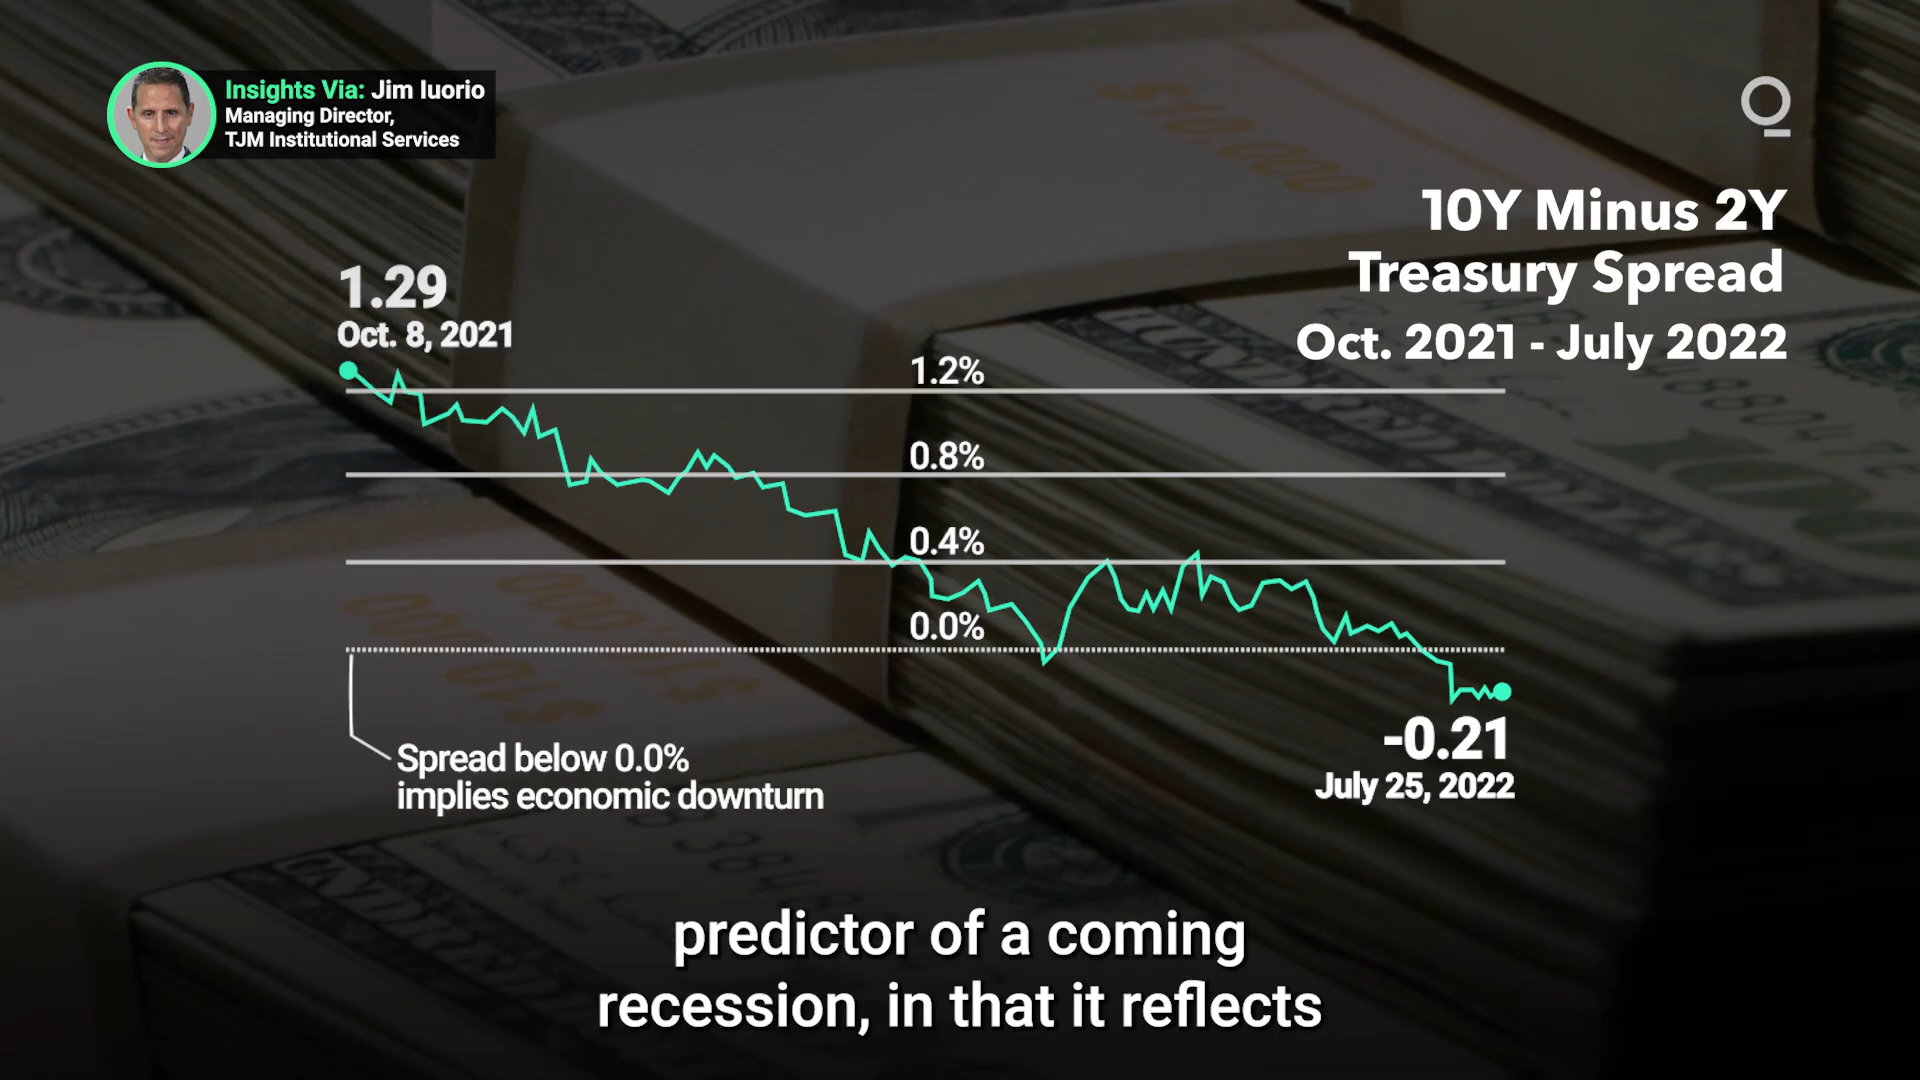 Insights Via: Jim Iuorio
Managing Director,
TJM Institutional Services
10Y Minus 2Y
Treasury Spread
Oct. 2021 - July 2022
1.29
Oct. 8, 2021
1.2%
0.8%
0.4%
0.0%
-0.21
July 25, 2022
Spread below 0.0%
implies economic downturn
predictor of a coming
recession, in that it reflects
$10,000